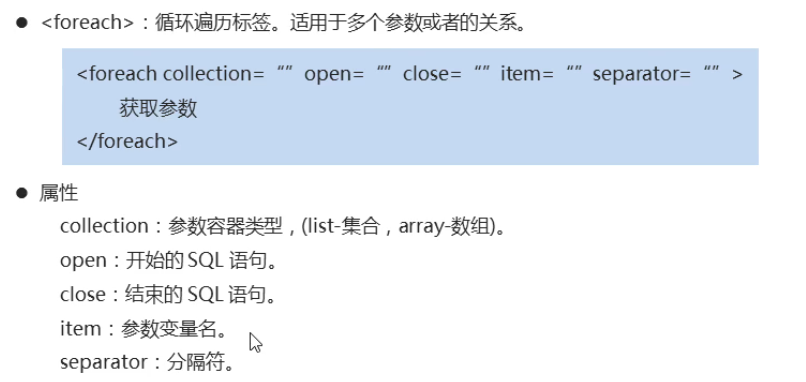 ● <foreach>：循环遍历标签。适用于多个参数或者的关系。
<foreach collection= “” open= “” close= “” item= “” separator= “” >
获取参数
</foreach>
● 属性
collection：参数容器类型，(list-集合，array-数组)。
open：开始的 SQL 语句。
close：结束的 SQL 语句。
item：参数变量名。
separator：分隔符。